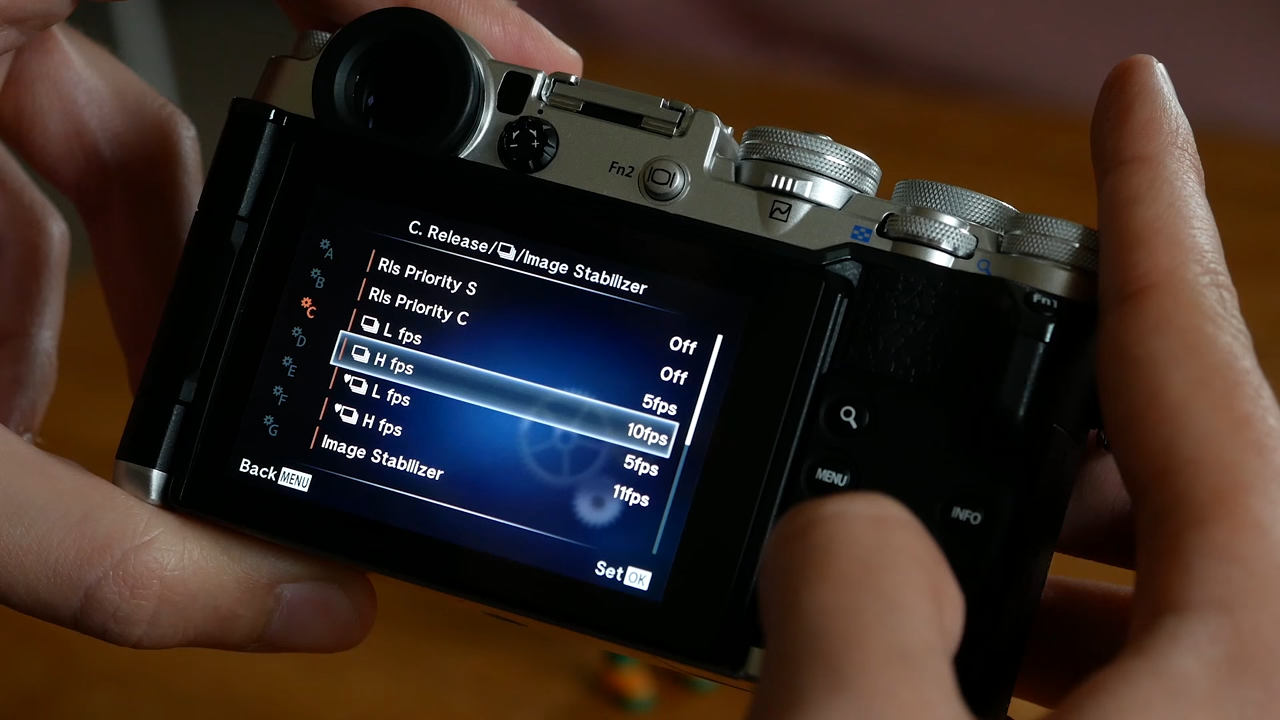 Fn2
C. Release/ /Image Stabilizer
A
B
C
D
E
F
G
Rls Priority S Off
Rls Priority C Off
L fps 5fps
H fps 10fps
L fps 5fps
H fps 11fps
Image Stabilizer
Back MENU
Set OK
Fn1
MENU
INFO